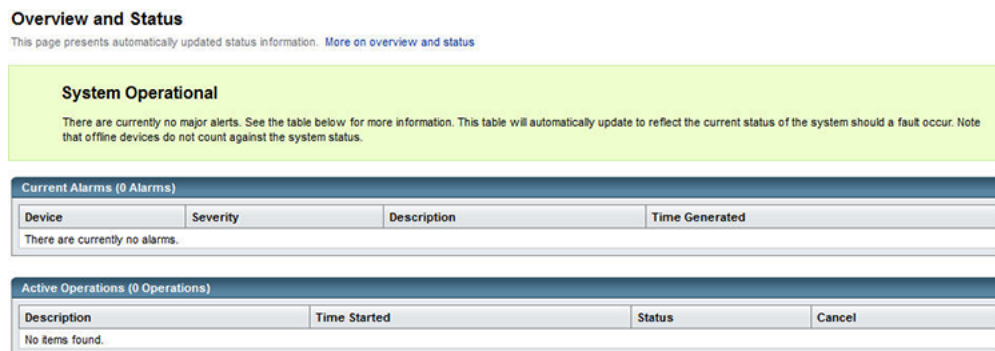 Overview and Status
This page presents automatically updated status information. More on overview and status
System Operational
There are currently no major alerts. See the table below for more information. This table will automatically update to reflect the current status of the system should a fault occur. Note
that offline devices do not count against the system status.
Current Alarms (0 Alarms)
Device Severity Description Time Generated
There are currently no alarms.
Active Operations (0 Operations)
Description Time Started Status Cancel
No items found.